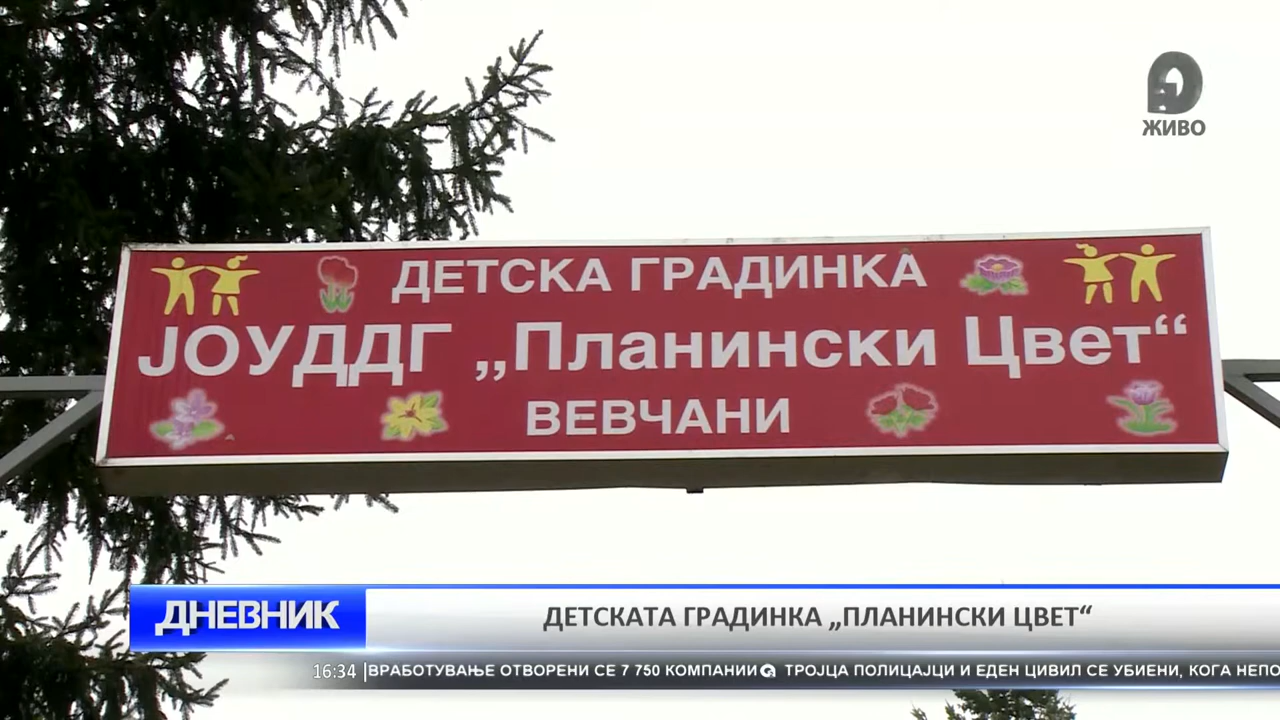 ЖИВО
ДЕТСКА ГРАДИНКА
ЈОУДДГ „Планински Цвет“
ВЕВЧАНИ
ДНЕВНИК
ДЕТСКАТА ГРАДИНКА „ПЛАНИНСКИ ЦВЕТ“
16:34 ВРАБОТУВАЊЕ ОТВОРЕНИ СЕ 7 750 КОМПАНИИ ТРОЈЦА ПОЛИЦАЈЦИ И ЕДЕН ЦИВИЛ СЕ УБИЕНИ, КОГА НЕПО